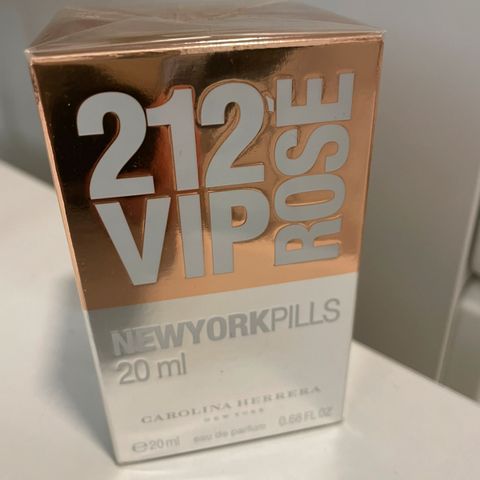 212
VIP
ROSE
NEWYORKPILLS
20 ml
CAROLINA HERRERA
NEW YORK
℮20ml eau de parfum 0.68 FL OZ